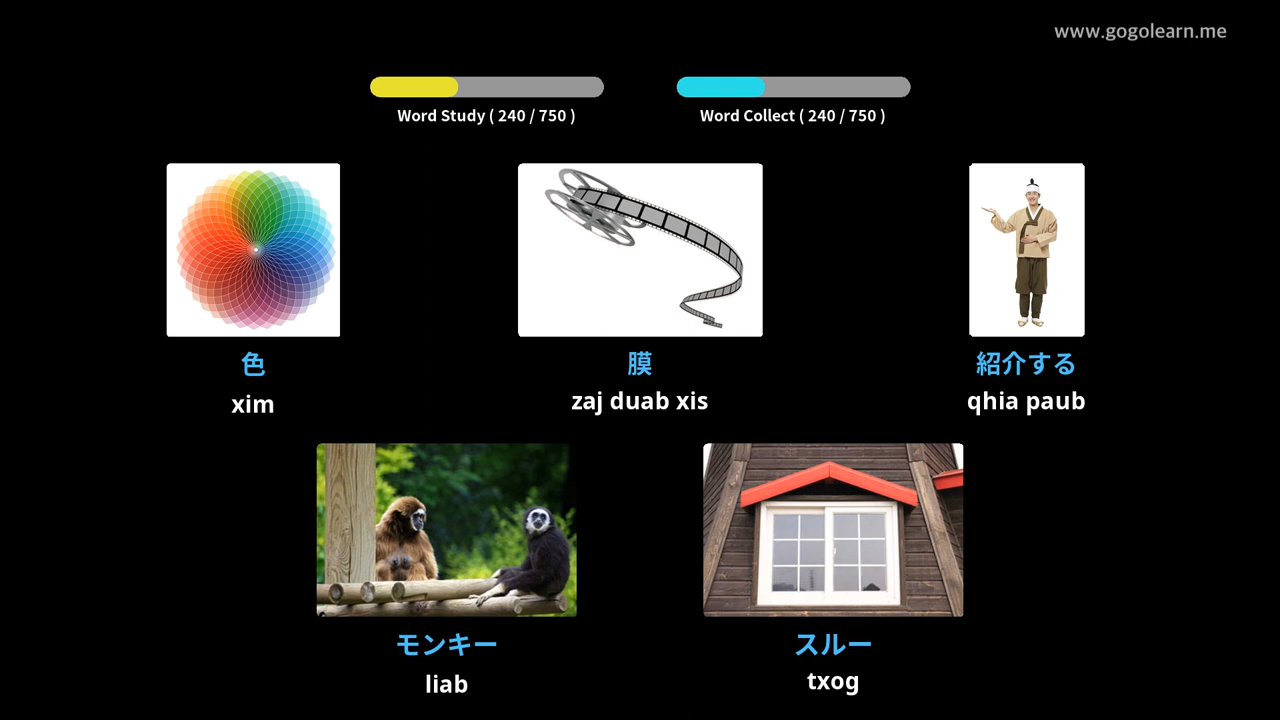 www.gogolearn.me
Word Study ( 240 / 750 )
Word Collect ( 240 / 750 )
色
xim
膜
zaj duab xis
紹介する
qhia paub
モンキー
liab
スルー
txog